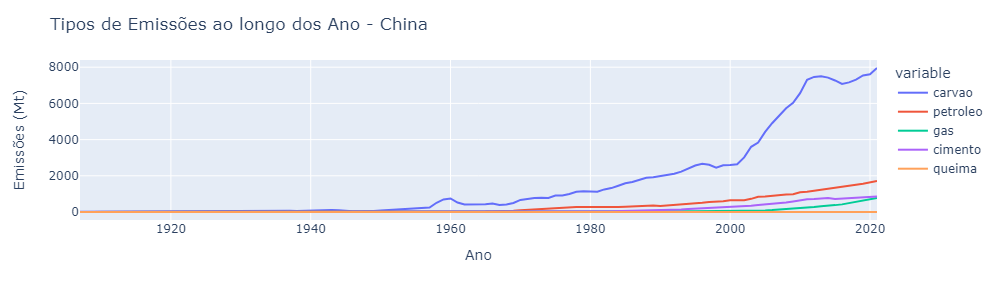 Tipos de Emissões ao longo dos Ano - China
Emissões (Mt)
8000
6000
4000
2000
0
1920
1940
1960
1980
2000
2020
Ano
variable
carvao
petroleo
gas
cimento
queima